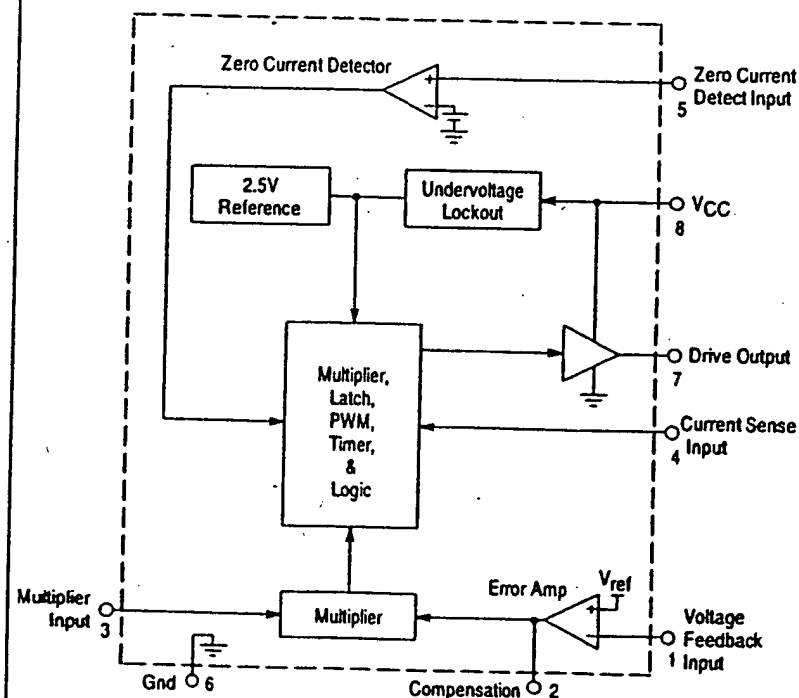 Zero Current Detector
+
−
Zero Current
Detect Input
5
2.5V
Reference
Undervoltage
Lockout
VCC
8
Multiplier,
Latch,
PWM,
Timer,
&
Logic
Drive Output
7
Current Sense
Input
4
Multiplier
Input
3
Multiplier
Error Amp
Vref
+
−
Voltage
Feedback
Input
1
Gnd
6
Compensation
2